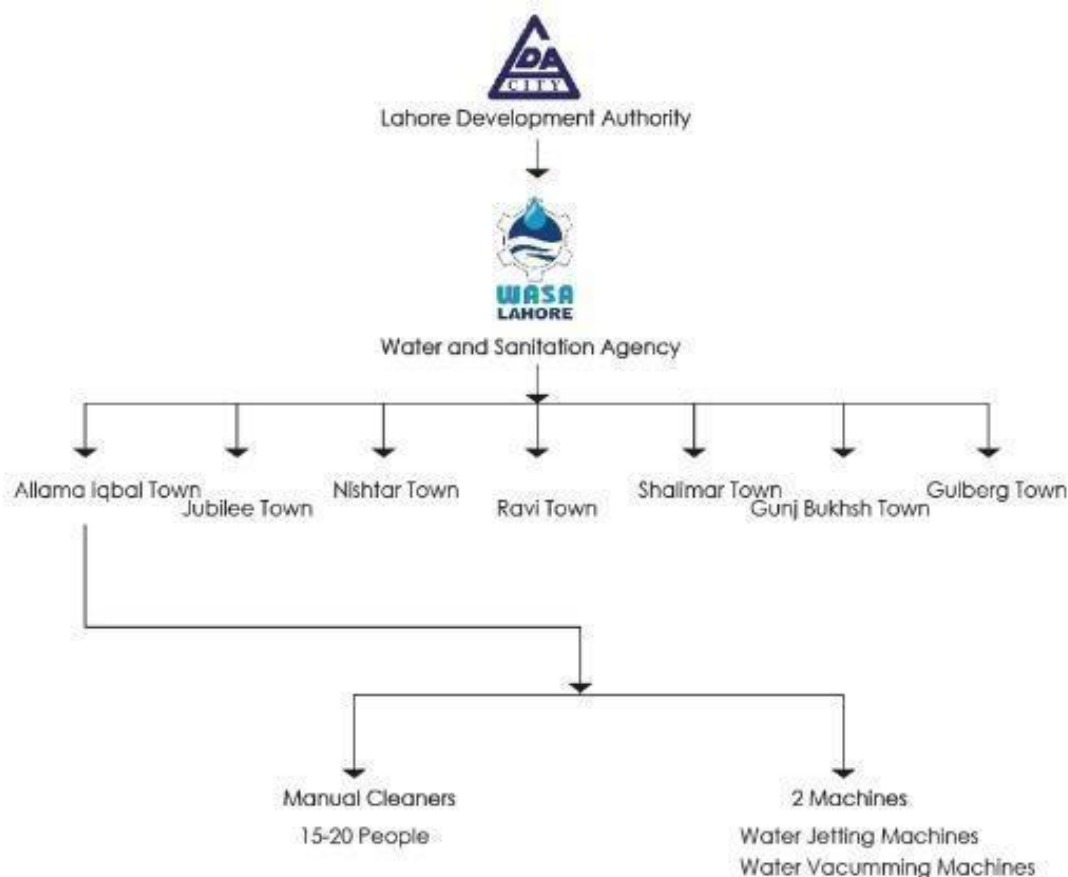 LDA
CITY
Lahore Development Authority
WASA
LAHORE
Water and Sanitation Agency
Allama Iqbal Town
Jubilee Town
Nishtar Town
Ravi Town
Shalimar Town
Gunj Bukhsh Town
Gulberg Town
Manual Cleaners
15-20 People
2 Machines
Water Jetting Machines
Water Vacumming Machines